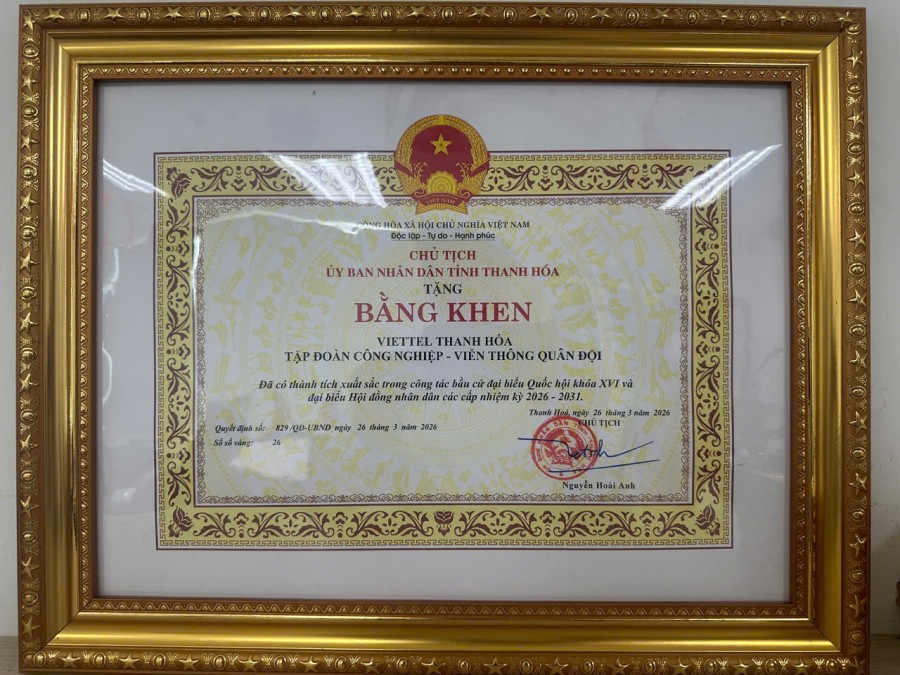 VIỆT NAM
CỘNG HÒA XÃ HỘI CHỦ NGHĨA VIỆT NAM
Độc lập - Tự do - Hạnh phúc
CHỦ TỊCH
ỦY BAN NHÂN DÂN TỈNH THANH HÓA
TẶNG
BẰNG KHEN
VIETTEL THANH HÓA
TẬP ĐOÀN CÔNG NGHIỆP - VIỄN THÔNG QUÂN ĐỘI
Đã có thành tích xuất sắc trong công tác bầu cử đại biểu Quốc hội khóa XVI và
đại biểu Hội đồng nhân dân các cấp nhiệm kỳ 2026 - 2031.
Thanh Hoá, ngày 26 tháng 3 năm 2026
Quyết định số: 829 /QĐ-UBND ngày 26 tháng 3 năm 2026
CHỦ TỊCH
Số sổ vàng: 26
Nguyễn Hoài Anh